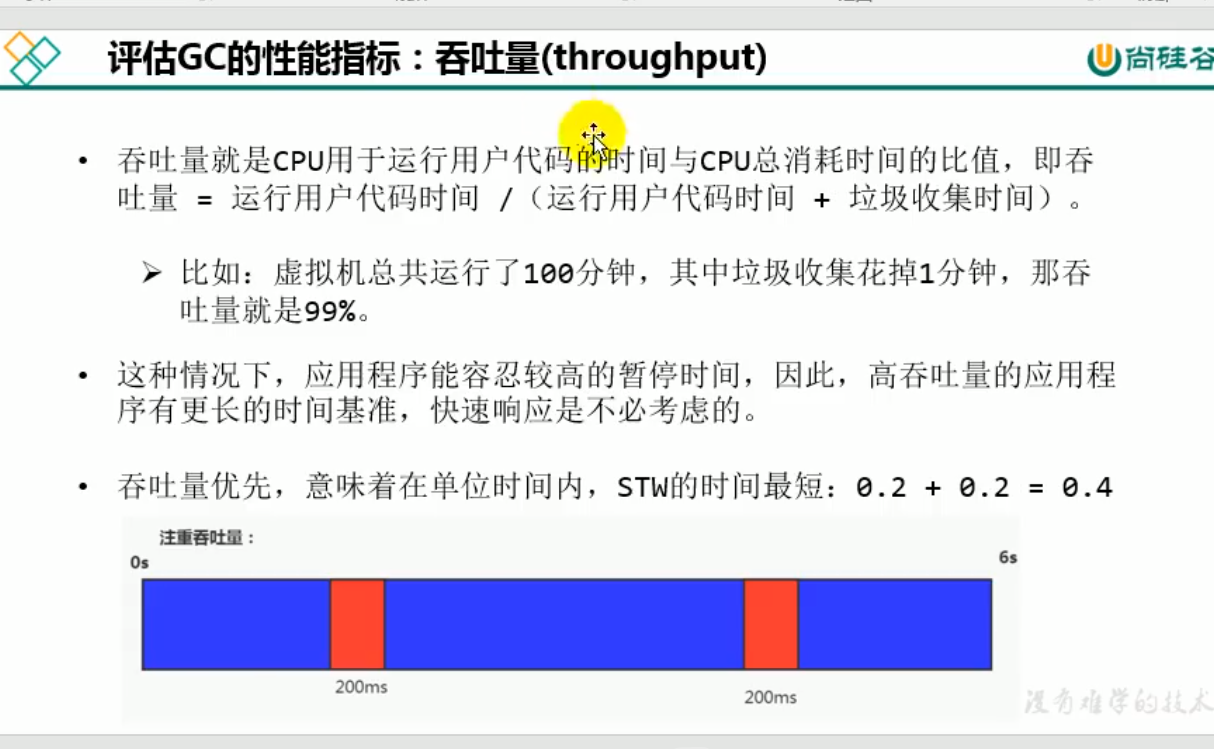 评估GC的性能指标：吞吐量(throughput)
尚硅谷
• 吞吐量就是CPU用于运行用户代码的时间与CPU总消耗时间的比值，即吞
吐量 = 运行用户代码时间 /（运行用户代码时间 + 垃圾收集时间）。
➢ 比如：虚拟机总共运行了100分钟，其中垃圾收集花掉1分钟，那吞
吐量就是99%。
• 这种情况下，应用程序能容忍较高的暂停时间，因此，高吞吐量的应用程
序有更长的时间基准，快速响应是不必考虑的。
• 吞吐量优先，意味着在单位时间内，STW的时间最短：0.2 + 0.2 = 0.4
注重吞吐量：
0s
6s
200ms
200ms
没有难学的技术